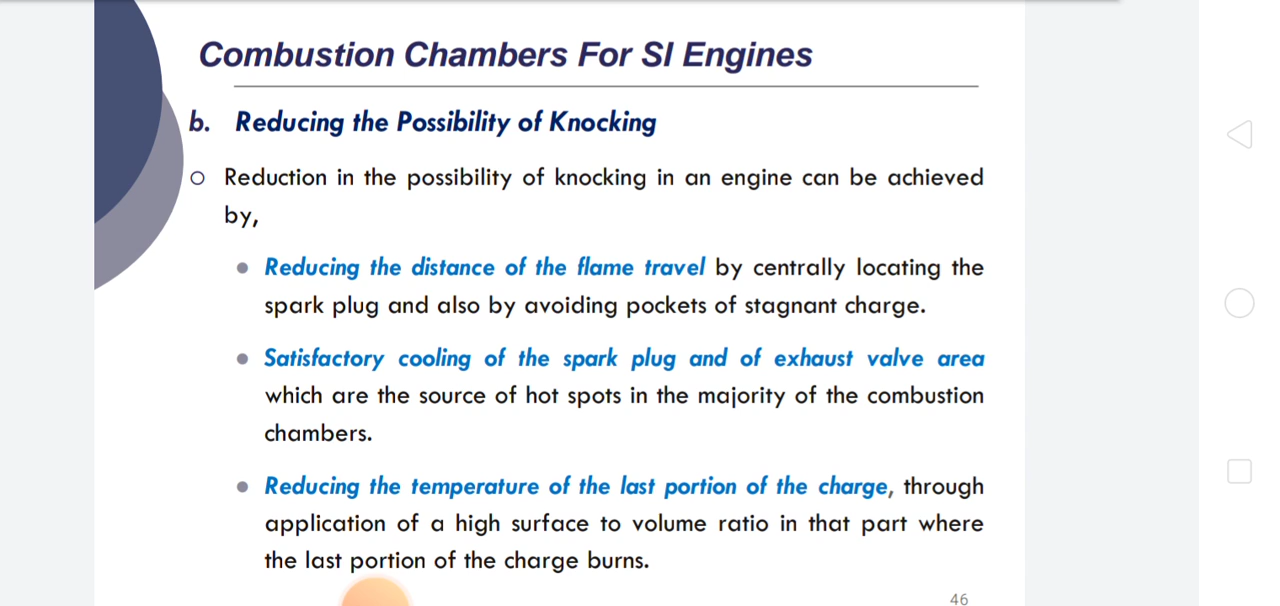 Combustion Chambers For SI Engines
b. Reducing the Possibility of Knocking
Reduction in the possibility of knocking in an engine can be achieved
by,
Reducing the distance of the flame travel by centrally locating the
spark plug and also by avoiding pockets of stagnant charge.
Satisfactory cooling of the spark plug and of exhaust valve area
which are the source of hot spots in the majority of the combustion
chambers.
Reducing the temperature of the last portion of the charge, through
application of a high surface to volume ratio in that part where
the last portion of the charge burns.
46